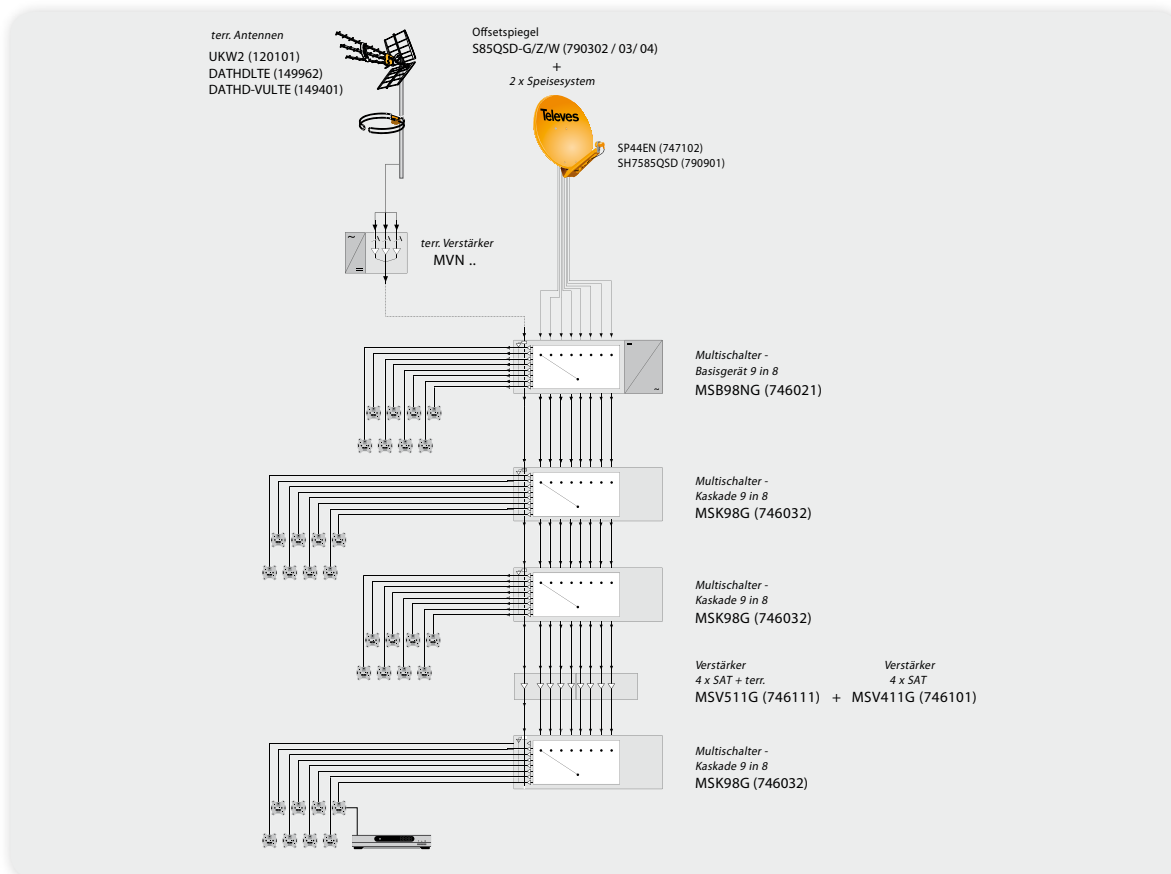 terr. Antennen
UKW2 (120101)
DATHDLTE (149962)
DATHD-VULTE (149401)
Offsetspiegel
S85QSD-G/Z/W (790302 / 03/ 04)
+
2 x Speisesystem
Televes
SP44EN (747102)
SH7585QSD (790901)
terr. Verstärker
MVN ..
Multischalter -
Basisgerät 9 in 8
MSB98NG (746021)
Multischalter -
Kaskade 9 in 8
MSK98G (746032)
Multischalter -
Kaskade 9 in 8
MSK98G (746032)
Verstärker
4 x SAT + terr.
MSV511G (746111)
+
Verstärker
4 x SAT
MSV411G (746101)
Multischalter -
Kaskade 9 in 8
MSK98G (746032)